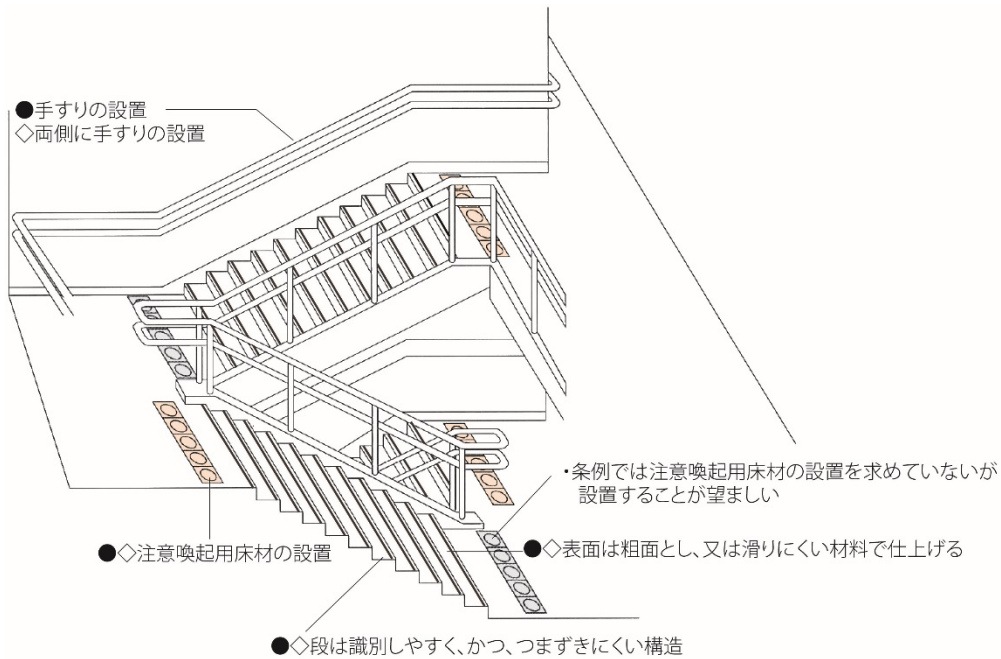 ●手すりの設置
◇両側に手すりの設置
・条例では注意喚起用床材の設置を求めていないが
設置することが望ましい
●◇注意喚起用床材の設置
●◇表面は粗面とし、又は滑りにくい材料で仕上げる
●◇段は識別しやすく、かつ、つまずきにくい構造